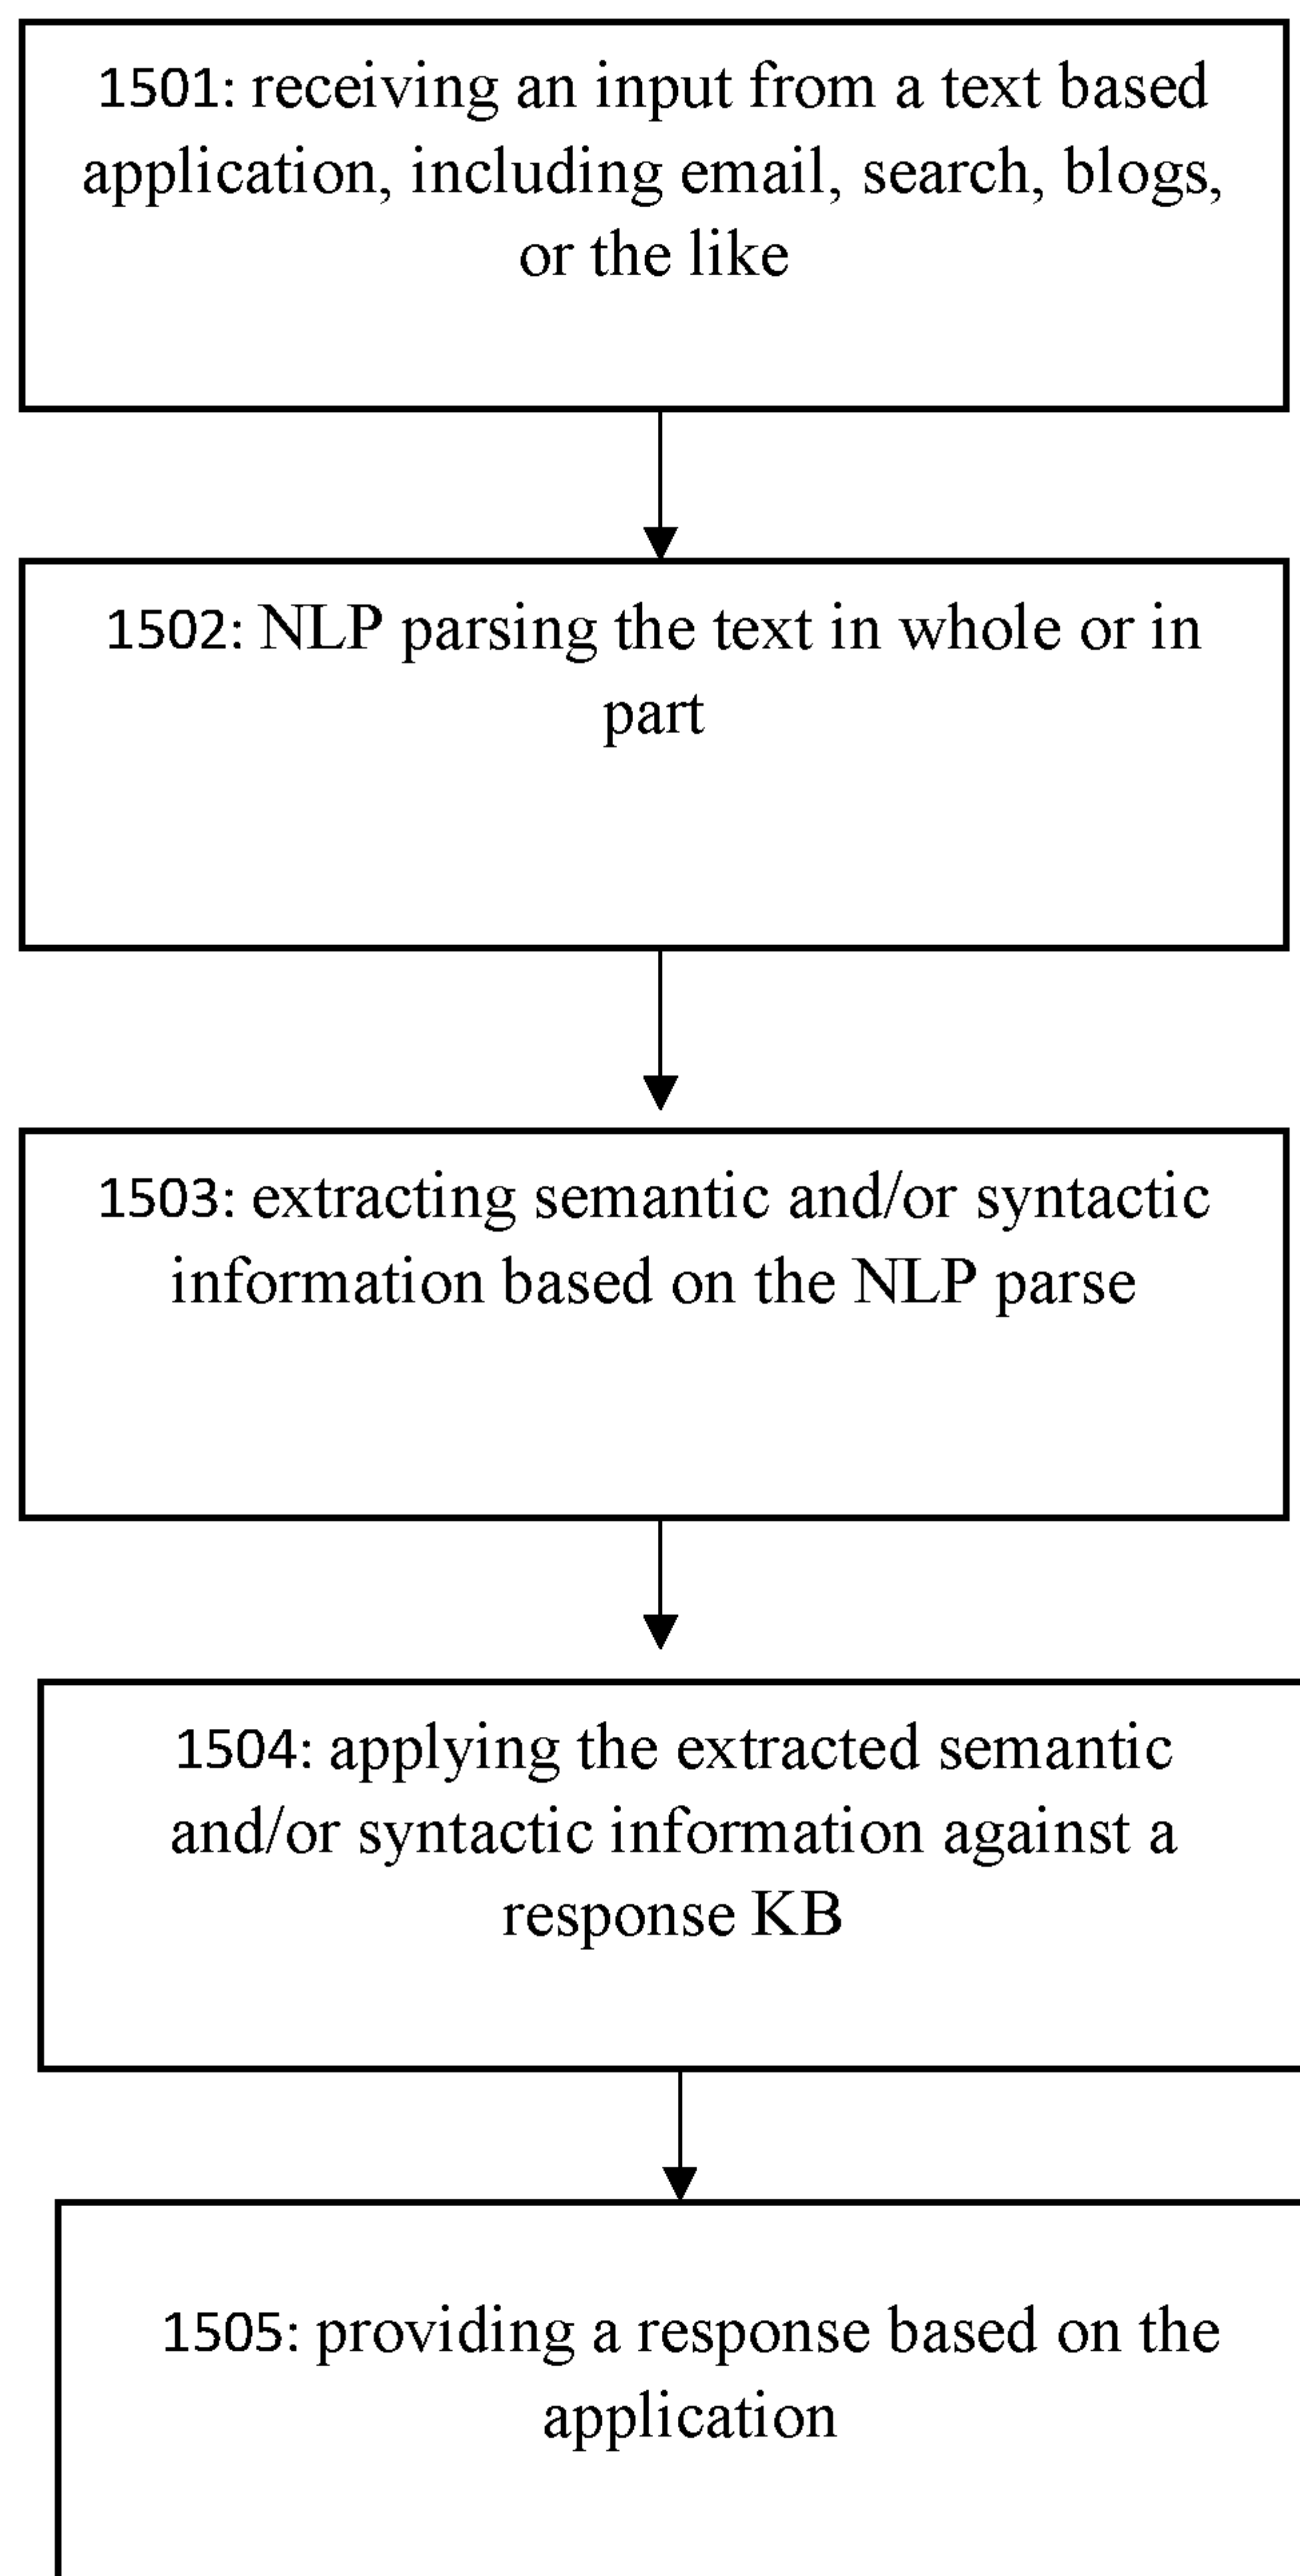 1501: receiving an input from a text based
application, including email, search, blogs,
or the like
1502: NLP parsing the text in whole or in
part
1503: extracting semantic and/or syntactic
information based on the NLP parse
1504: applying the extracted semantic
and/or syntactic information against a
response KB
1505: providing a response based on the
application